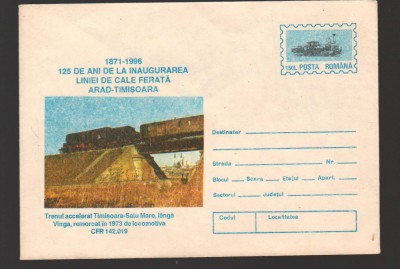 1871-1996
125 DE ANI DE LA INAUGURAREA
LINIEI DE CALE FERATĂ
ARAD-TIMIȘOARA
150L POSTA ROMÂNĂ
Trenul accelerat Timișoara-Satu Mare, lângă
Vinga, remorcat în 1973 de locomotiva
CFR 142.019
Destinatar
Strada Nr.
Blocul Scara Etajul Apart.
Sectorul Județul
Codul Localitatea